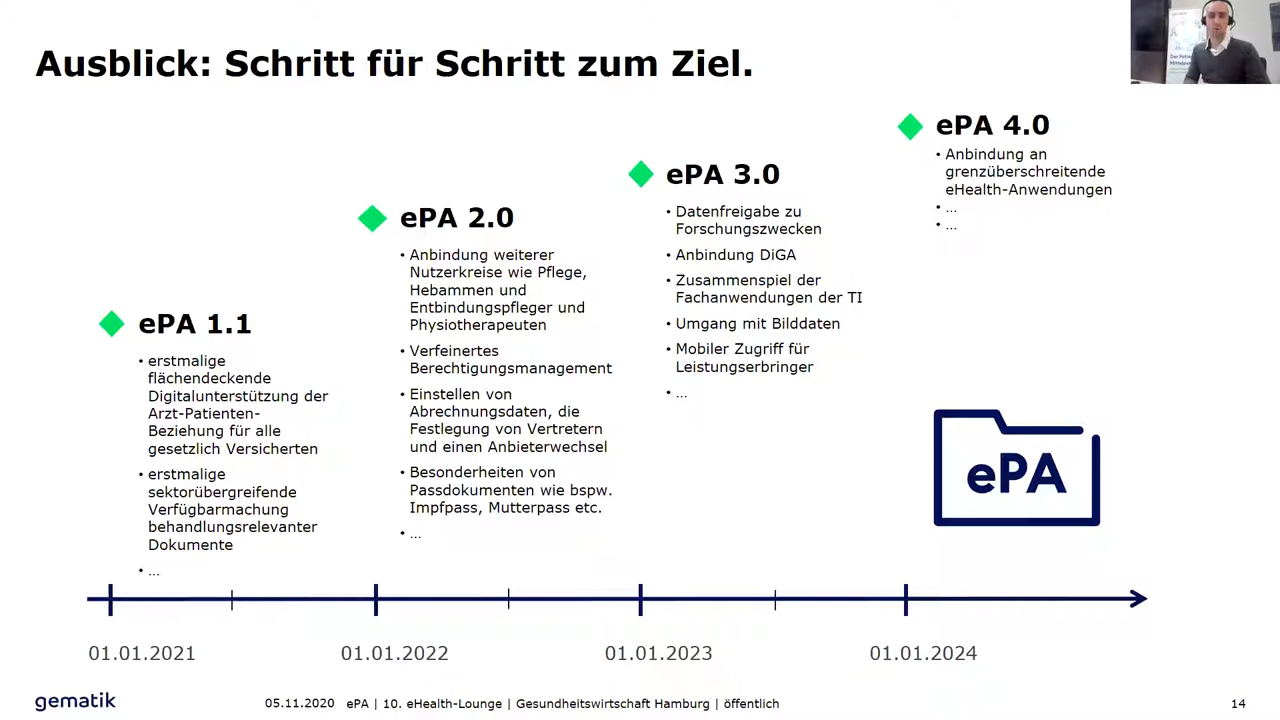 Ausblick: Schritt für Schritt zum Ziel.
ePA 1.1
• erstmalige
flächendeckende
Digitalunterstützung der
Arzt-Patienten-
Beziehung für alle
gesetzlich Versicherten
• erstmalige
sektorübergreifende
Verfügbarmachung
behandlungsrelevanter
Dokumente
• ...
ePA 2.0
• Anbindung weiterer
Nutzerkreise wie Pflege,
Hebammen und
Entbindungspfleger und
Physiotherapeuten
• Verfeinertes
Berechtigungsmanagement
• Einstellen von
Abrechnungsdaten, die
Festlegung von Vertretern
und einen Anbieterwechsel
• Besonderheiten von
Passdokumenten wie bspw.
Impfpass, Mutterpass etc.
• ...
ePA 3.0
• Datenfreigabe zu
Forschungszwecken
• Anbindung DiGA
• Zusammenspiel der
Fachanwendungen der TI
• Umgang mit Bilddaten
• Mobiler Zugriff für
Leistungserbringer
• ...
ePA 4.0
• Anbindung an
grenzüberschreitende
eHealth-Anwendungen
• ...
• ...
ePA
01.01.2021
01.01.2022
01.01.2023
01.01.2024
gematik
05.11.2020 ePA | 10. eHealth-Lounge | Gesundheitswirtschaft Hamburg | öffentlich
14